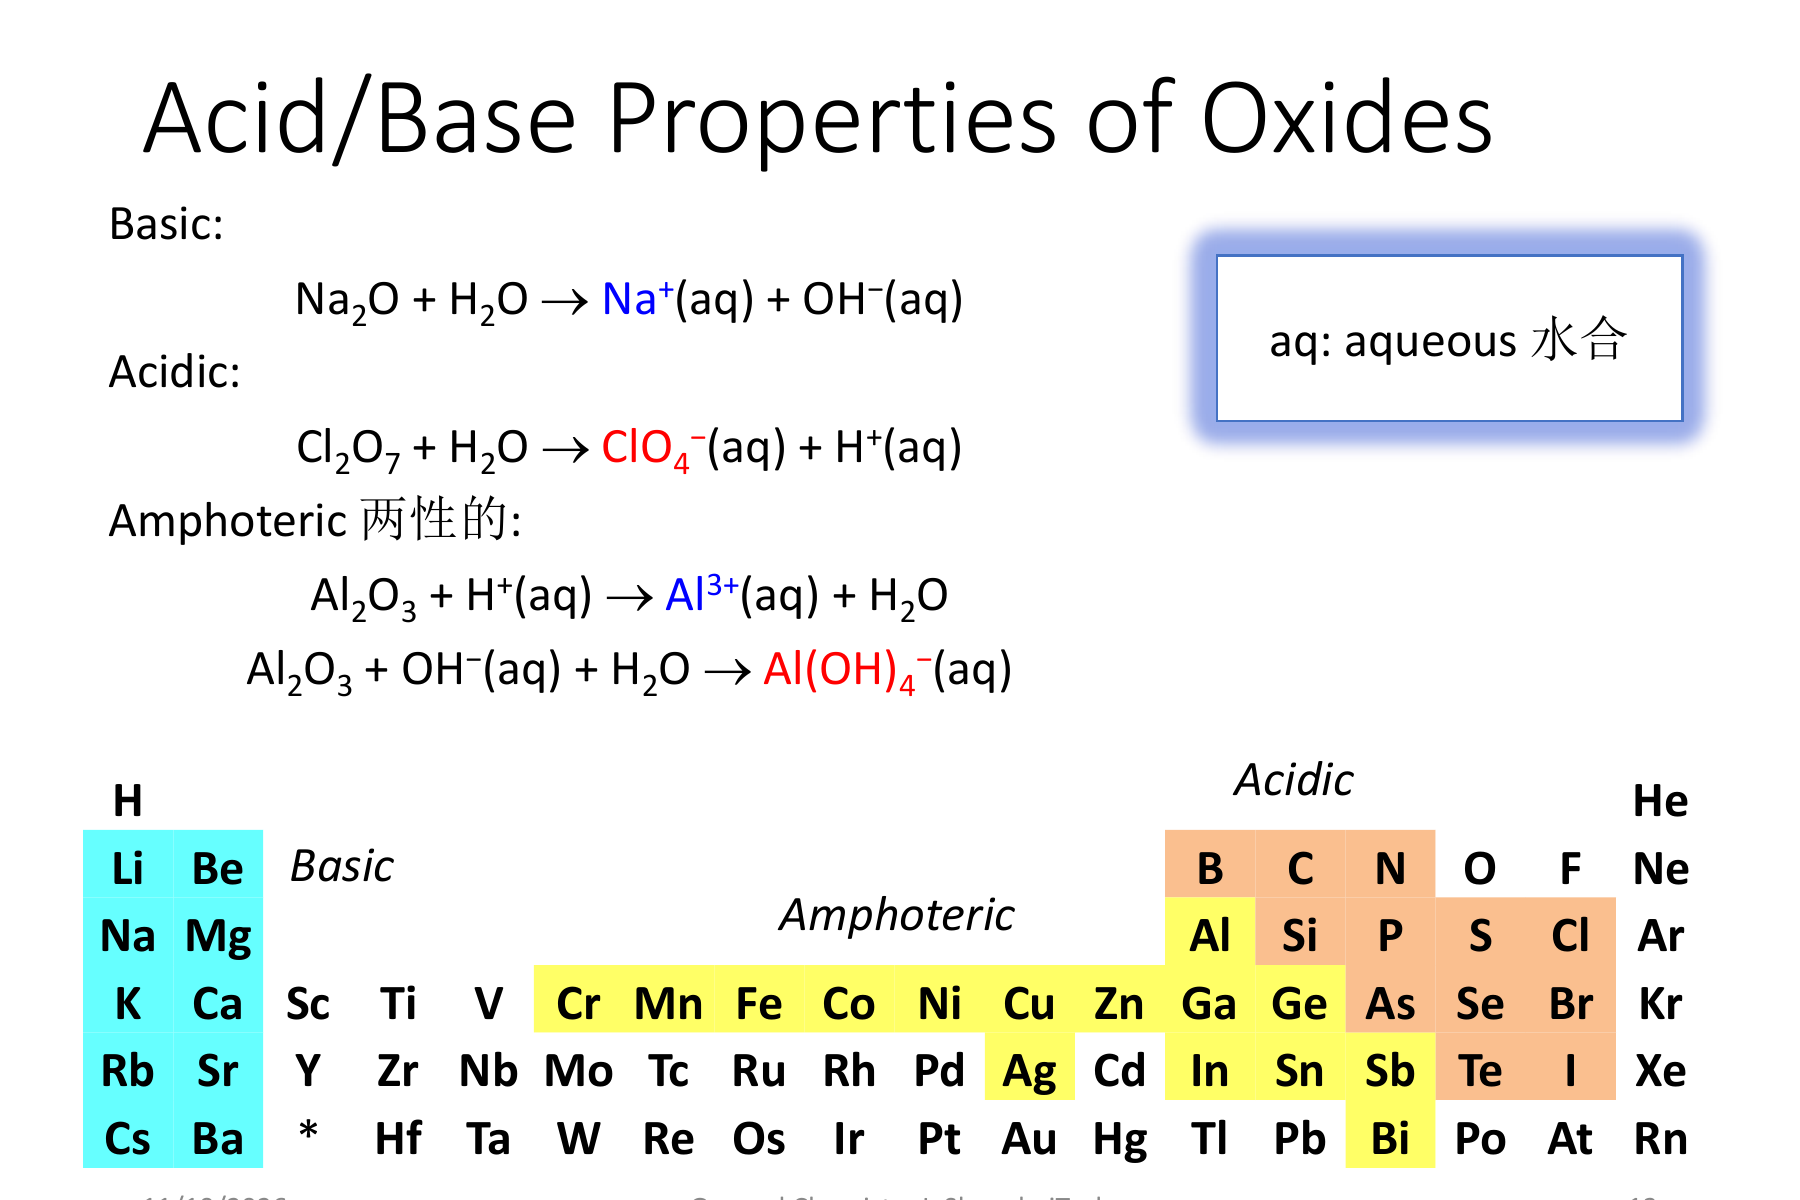 Acid/Base Properties of Oxides
Basic:
Na₂O + H₂O → Na⁺(aq) + OH⁻(aq)
Acidic:
Cl₂O₇ + H₂O → ClO₄⁻(aq) + H⁺(aq)
Amphoteric 两性的:
Al₂O₃ + H⁺(aq) → Al³⁺(aq) + H₂O
Al₂O₃ + OH⁻(aq) + H₂O → Al(OH)₄⁻(aq)
aq: aqueous 水合
Acidic
H He
Li Be Basic B C N O F Ne
Amphoteric
Na Mg Al Si P S Cl Ar
K Ca Sc Ti V Cr Mn Fe Co Ni Cu Zn Ga Ge As Se Br Kr
Rb Sr Y Zr Nb Mo Tc Ru Rh Pd Ag Cd In Sn Sb Te I Xe
Cs Ba * Hf Ta W Re Os Ir Pt Au Hg Tl Pb Bi Po At Rn